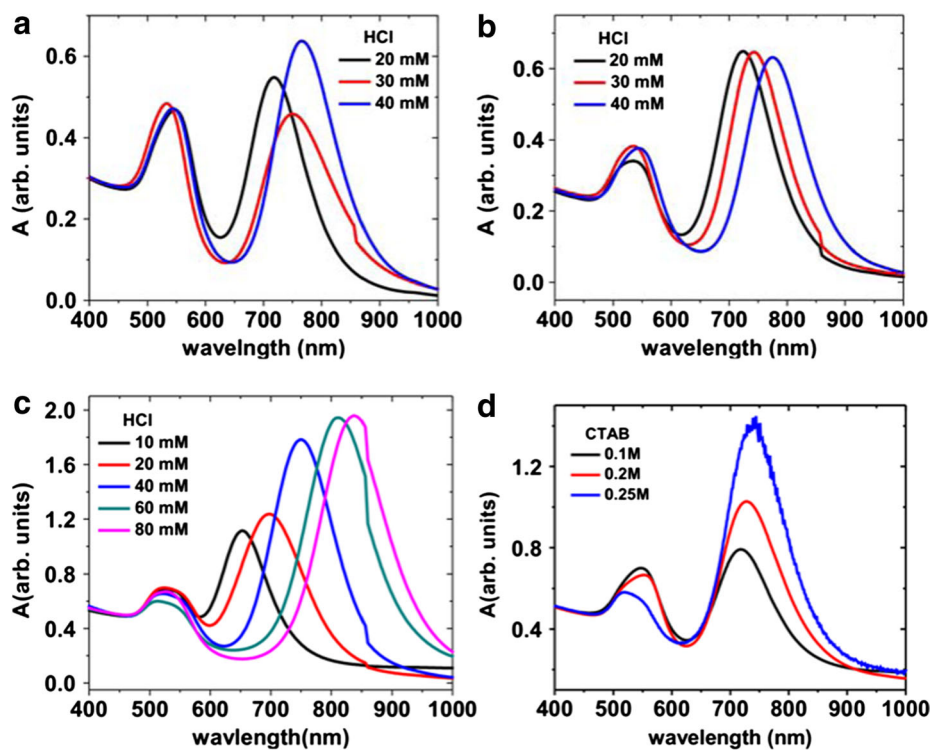 a
HCl
20 mM
30 mM
40 mM
A (arb. units)
0.6
0.4
0.2
0.0
400 500 600 700 800 900 1000
wavelngth (nm)
b
HCl
20 mM
30 mM
40 mM
A (arb. units)
0.6
0.4
0.2
0.0
400 500 600 700 800 900 1000
wavelength (nm)
c
HCl
10 mM
20 mM
40 mM
60 mM
80 mM
A(arb. units)
2.0
1.6
1.2
0.8
0.4
0.0
400 500 600 700 800 900 1000
wavlength(nm)
d
CTAB
0.1M
0.2M
0.25M
A(arb. units)
1.2
0.8
0.4
400 500 600 700 800 900 1000
wavelength (nm)